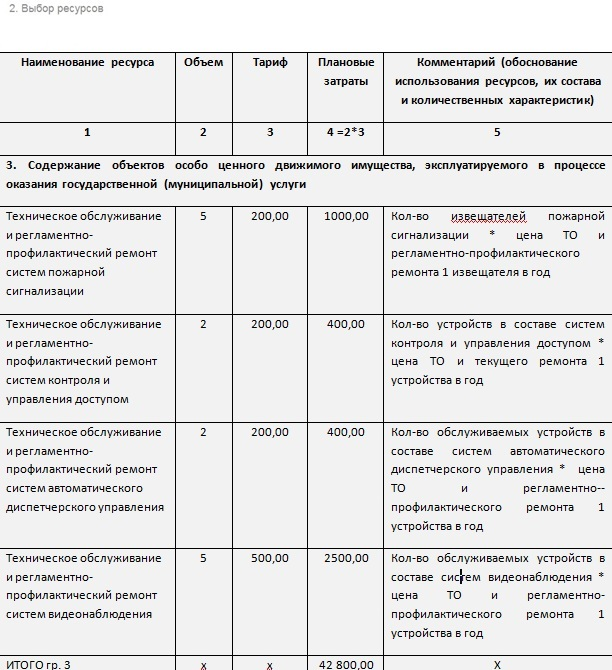 2. Выбор ресурсов
Наименование ресурса Объем Тариф Плановые затраты Комментарий (обоснование использования ресурсов, их состава и количественных характеристик)
1 2 3 4 =2*3 5
3. Содержание объектов особо ценного движимого имущества, эксплуатируемого в процессе
оказания государственной (муниципальной) услуги
Техническое обслуживание 5 200,00 1000,00 Кол-во извещателей пожарной
и регламентно- сигнализации * цена ТО и
профилактический ремонт регламентно-профилактического
систем пожарной ремонта 1 извещателя в год
сигнализации
Техническое обслуживание 2 200,00 400,00 Кол-во устройств в составе систем
и регламентно- контроля и управления доступом *
профилактический ремонт цена ТО и текущего ремонта 1
систем контроля и устройства в год
управления доступом
Техническое обслуживание 2 200,00 400,00 Кол-во обслуживаемых устройств в
и регламентно- составе систем автоматического
профилактический ремонт диспетчерского управления * цена
систем автоматического ТО и регламентно--
диспетчерского управления профилактического ремонта 1
устройства в год
Техническое обслуживание 5 500,00 2500,00 Кол-во обслуживаемых устройств в
и регламентно- составе систем видеонаблюдения *
профилактический ремонт цена ТО и регламентно-
систем видеонаблюдения профилактического ремонта 1
устройства в год
ИТОГО гр. 3 х х 42 800,00 Х